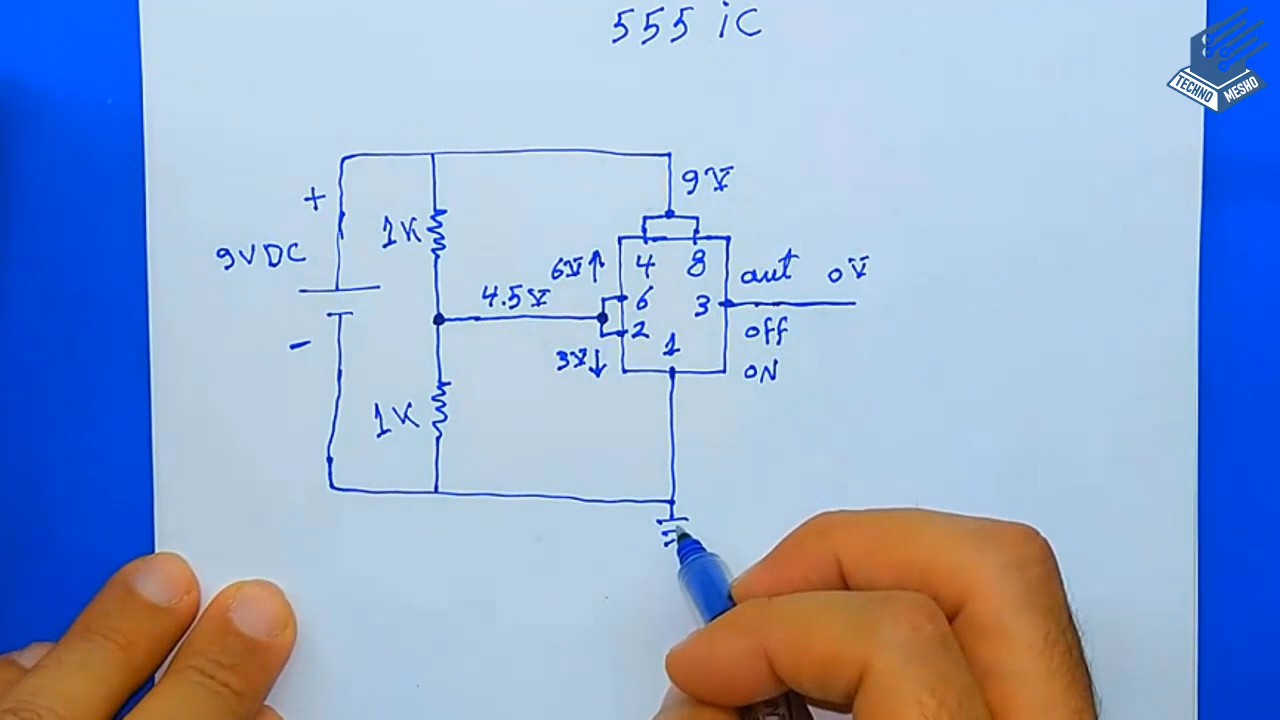 555 iC
TECHNO MESHO
+
9V
1K
9VDC
6V↑
4 8
out 0V
4.5V
6
3
2
off
-
1
3V↓
ON
1K